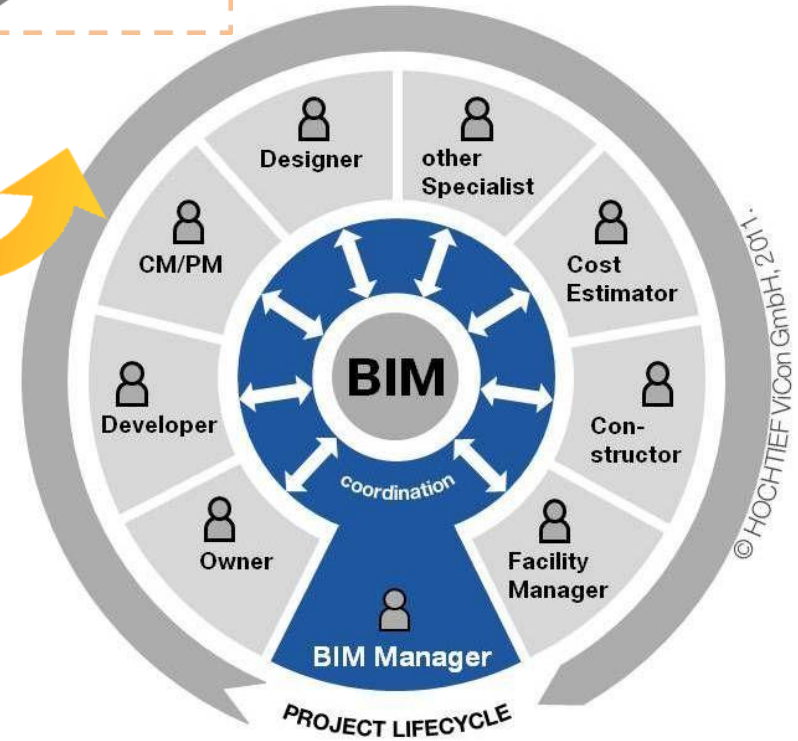 Designer
other
Specialist
CM/PM
Cost
Estimator
BIM
Developer
Con-
structor
coordination
Owner
Facility
Manager
BIM Manager
PROJECT LIFECYCLE
© HOCHTIEF ViCon GmbH, 2011.